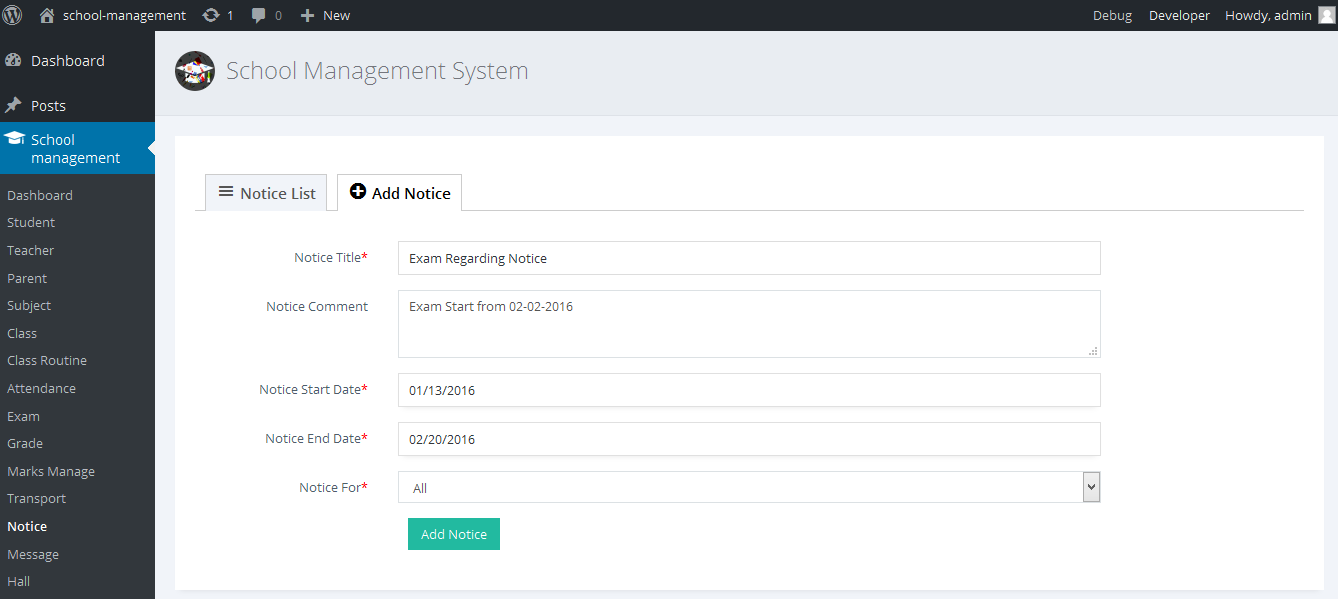 school-management 1 0 New Debug Developer Howdy, admin
Dashboard
Posts
School
management
Dashboard
Student
Teacher
Parent
Subject
Class
Class Routine
Attendance
Exam
Grade
Marks Manage
Transport
Notice
Message
Hall
School Management System
Notice List Add Notice
Notice Title* Exam Regarding Notice
Notice Comment Exam Start from 02-02-2016
Notice Start Date* 01/13/2016
Notice End Date* 02/20/2016
Notice For* All
Add Notice